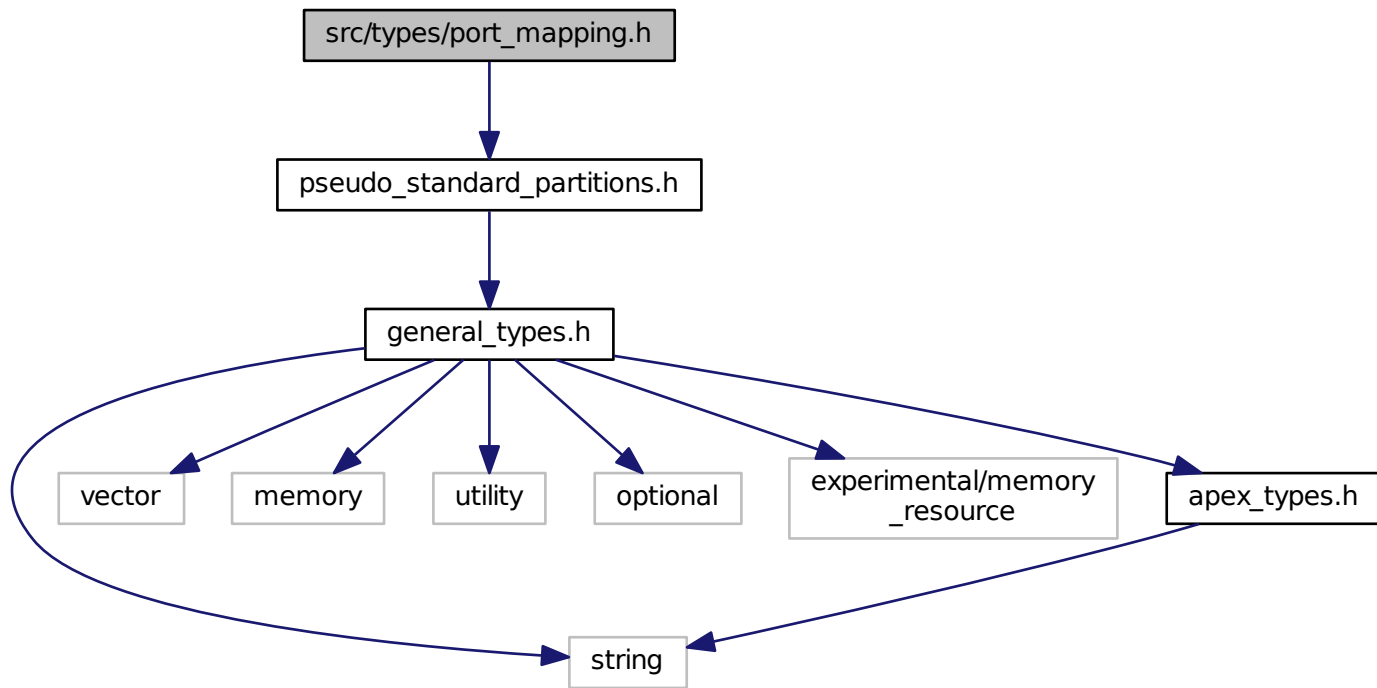 src/types/port_mapping.h
pseudo_standard_partitions.h
general_types.h
vector
memory
utility
optional
experimental/memory
_resource
apex_types.h
string